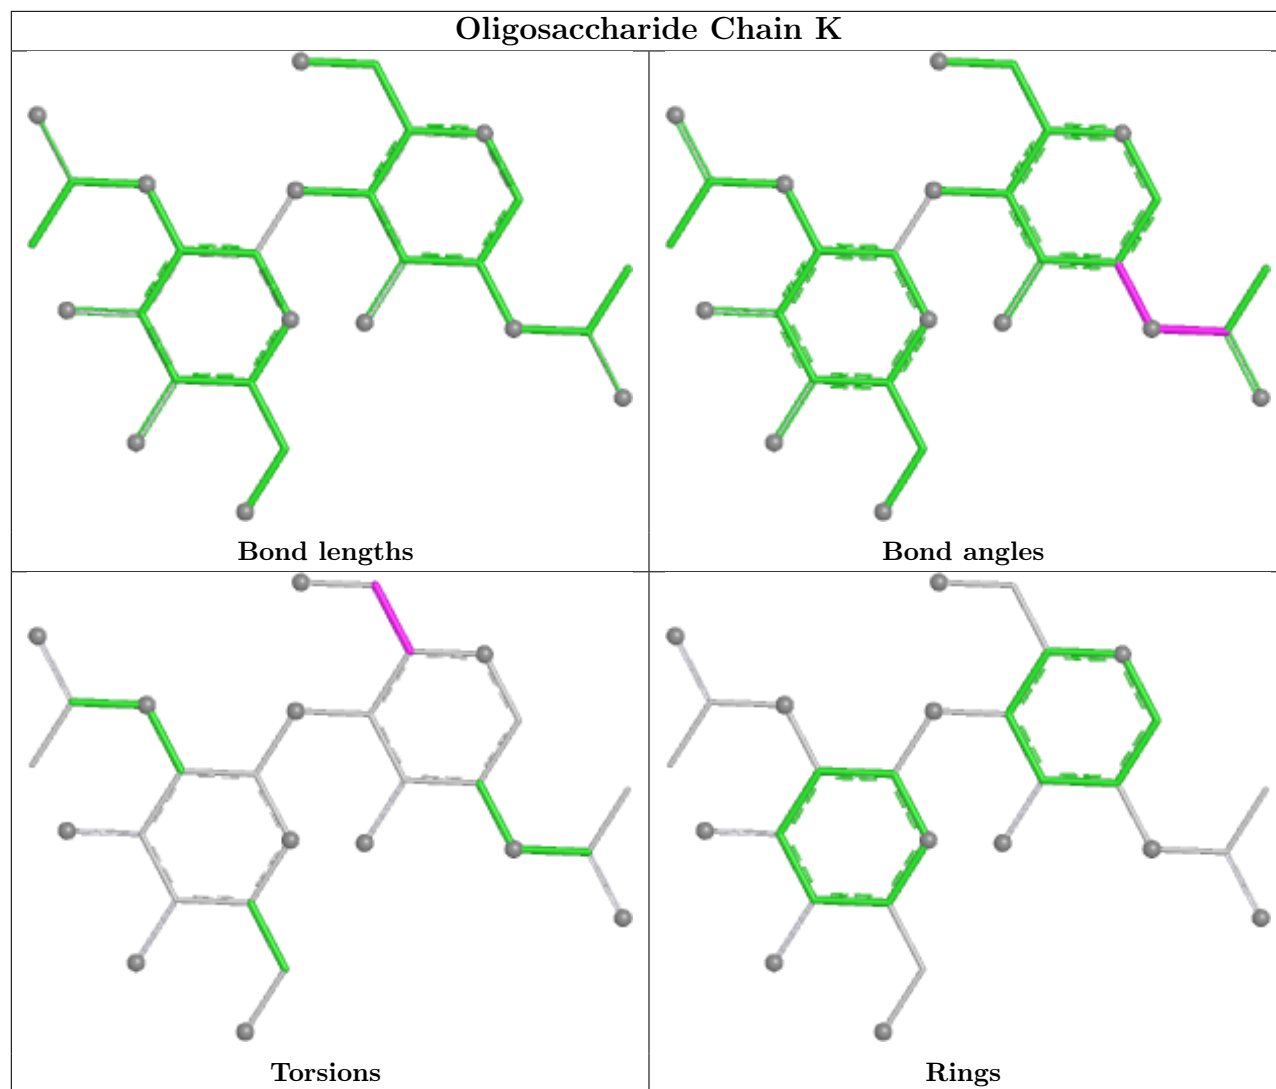 Oligosaccharide Chain K
Bond lengths
Bond angles
Torsions
Rings